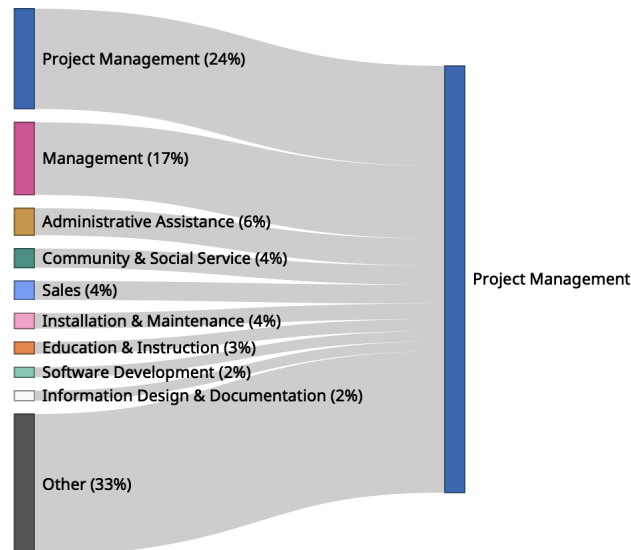 Project Management (24%)
Management (17%)
Administrative Assistance (6%)
Community & Social Service (4%)
Sales (4%)
Installation & Maintenance (4%)
Education & Instruction (3%)
Software Development (2%)
Information Design & Documentation (2%)
Other (33%)
Project Management